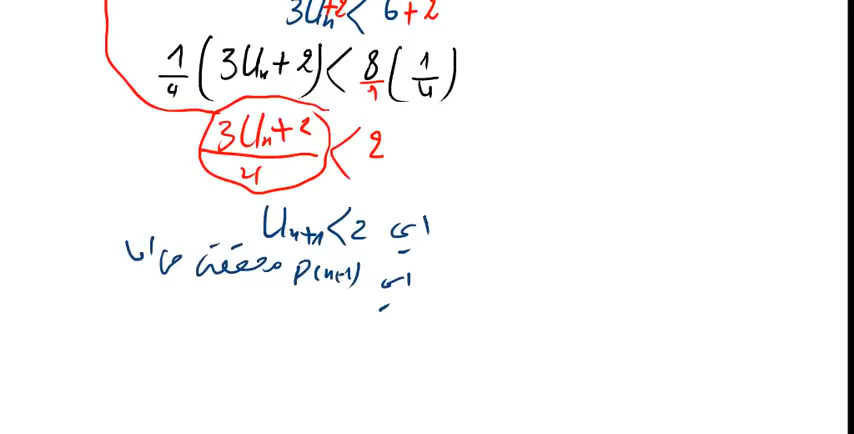 3Uₙ+2 < 6+2
1/4 (3Uₙ+2) < 8/1 (1/4)
(3Uₙ+2)/4 < 2
اي Uₙ₊₁ < 2
اي P(n+1) محققة